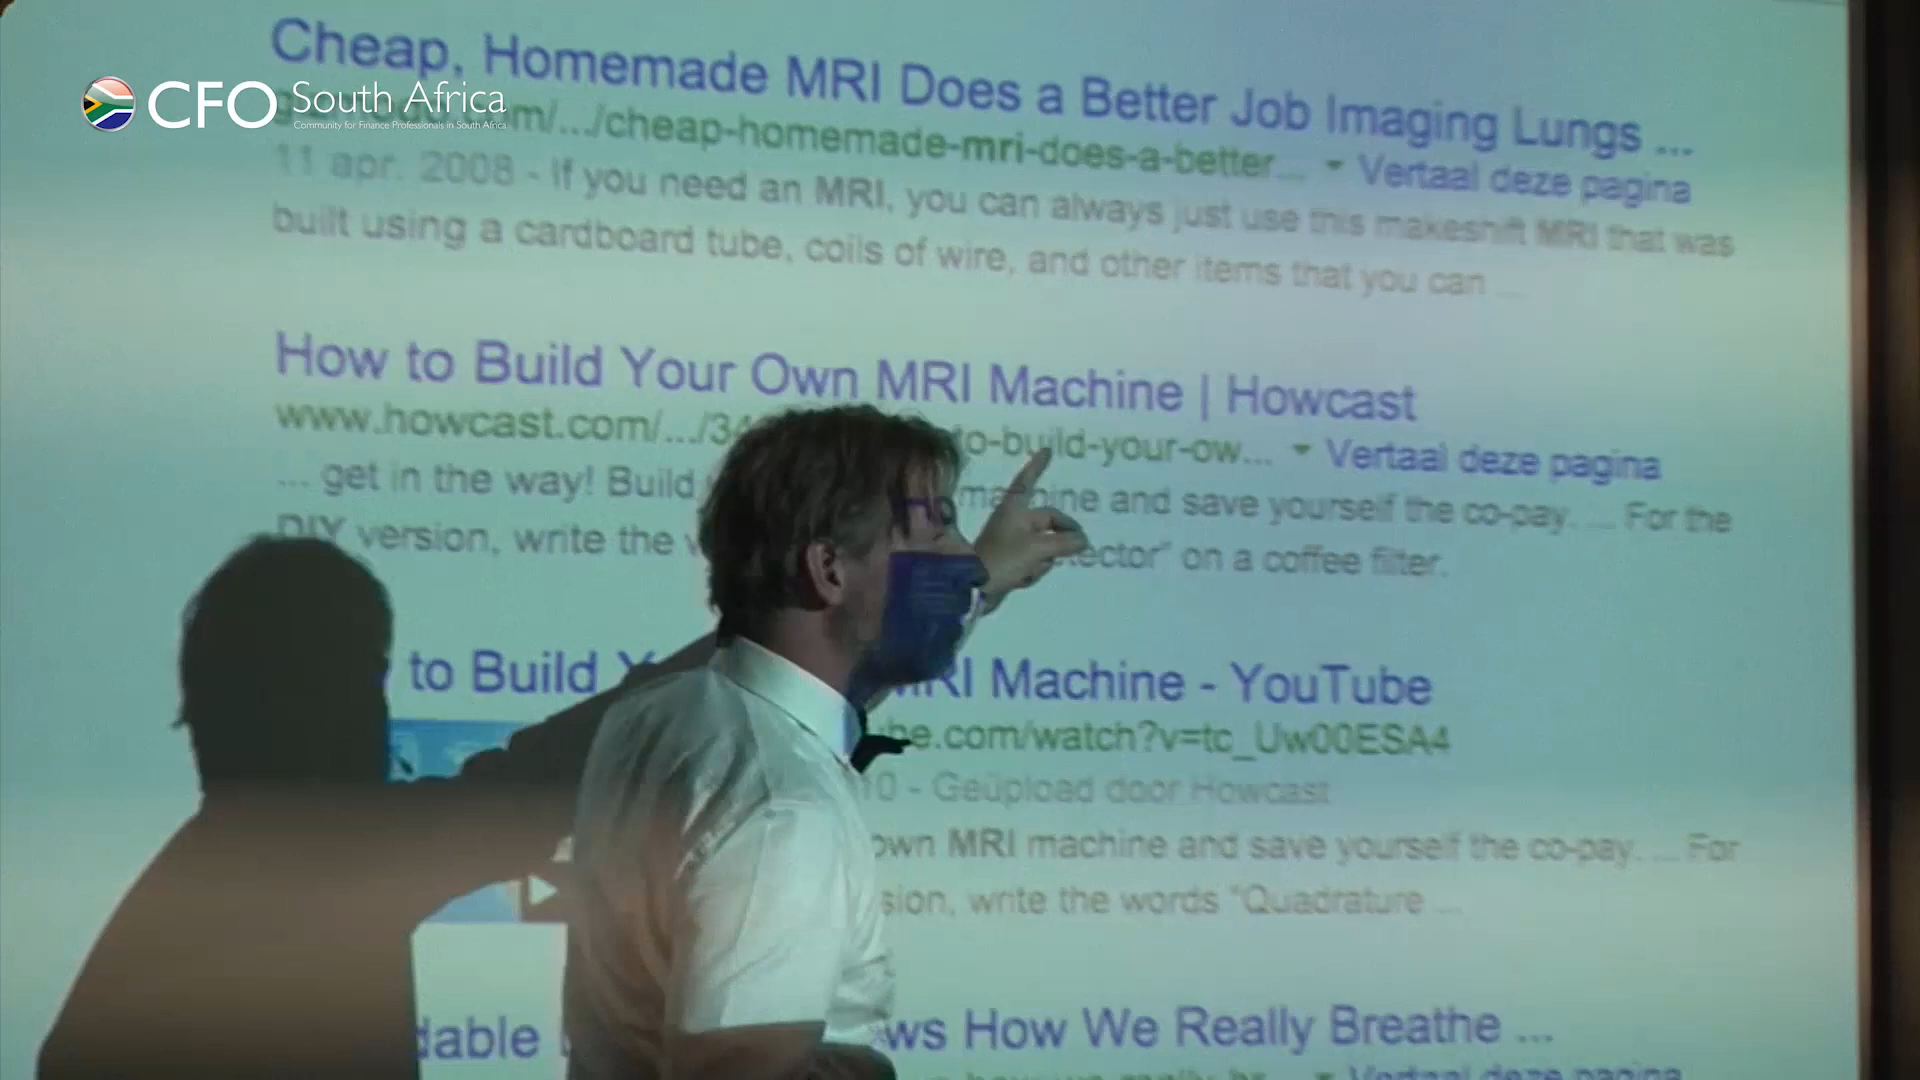 Cheap, Homemade MRI Does a Better Job Imaging Lungs ...
CFO South Africa
Community for Finance Professionals in South Africa
m/.../cheap-homemade-mri-does-a-better... Vertaal deze pagina
11 apr. 2008 - If you need an MRI, you can always just use this makeshift MRI that was
built using a cardboard tube, coils of wire, and other items that you can ...
How to Build Your Own MRI Machine | Howcast
www.howcast.com/.../34 to-build-your-ow... Vertaal deze pagina
... get in the way! Build machine and save yourself the co-pay. ... For the
DIY version, write the ector" on a coffee filter.
to Build MRI Machine - YouTube
be.com/watch?v=tc_Uw00ESA4
10 - Geüpload door Howcast
own MRI machine and save yourself the co-pay. ... For
sion, write the words "Quadrature ...
dable ws How We Really Breathe ...
Vertaal deze pagina